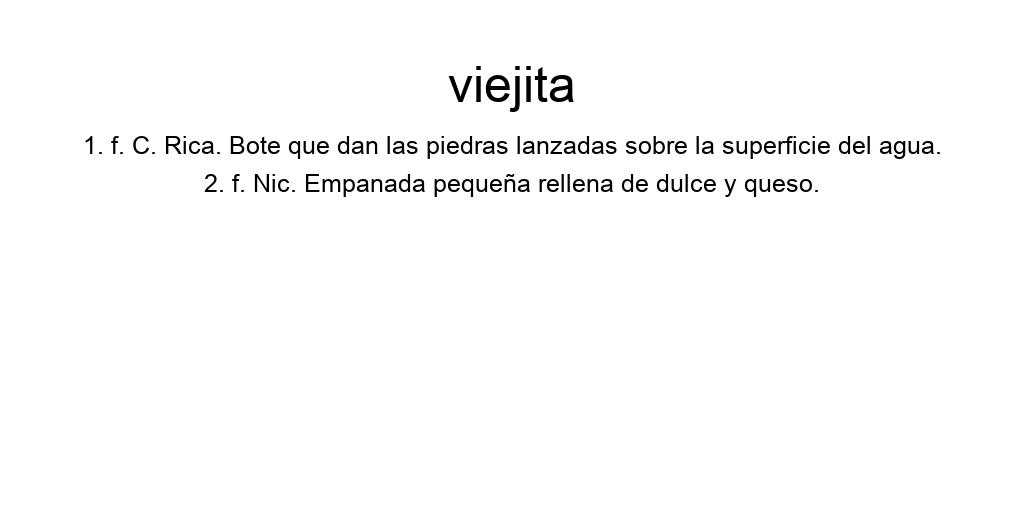 viejita
1. f. C. Rica. Bote que dan las piedras lanzadas sobre la superficie del agua.
2. f. Nic. Empanada pequeña rellena de dulce y queso.